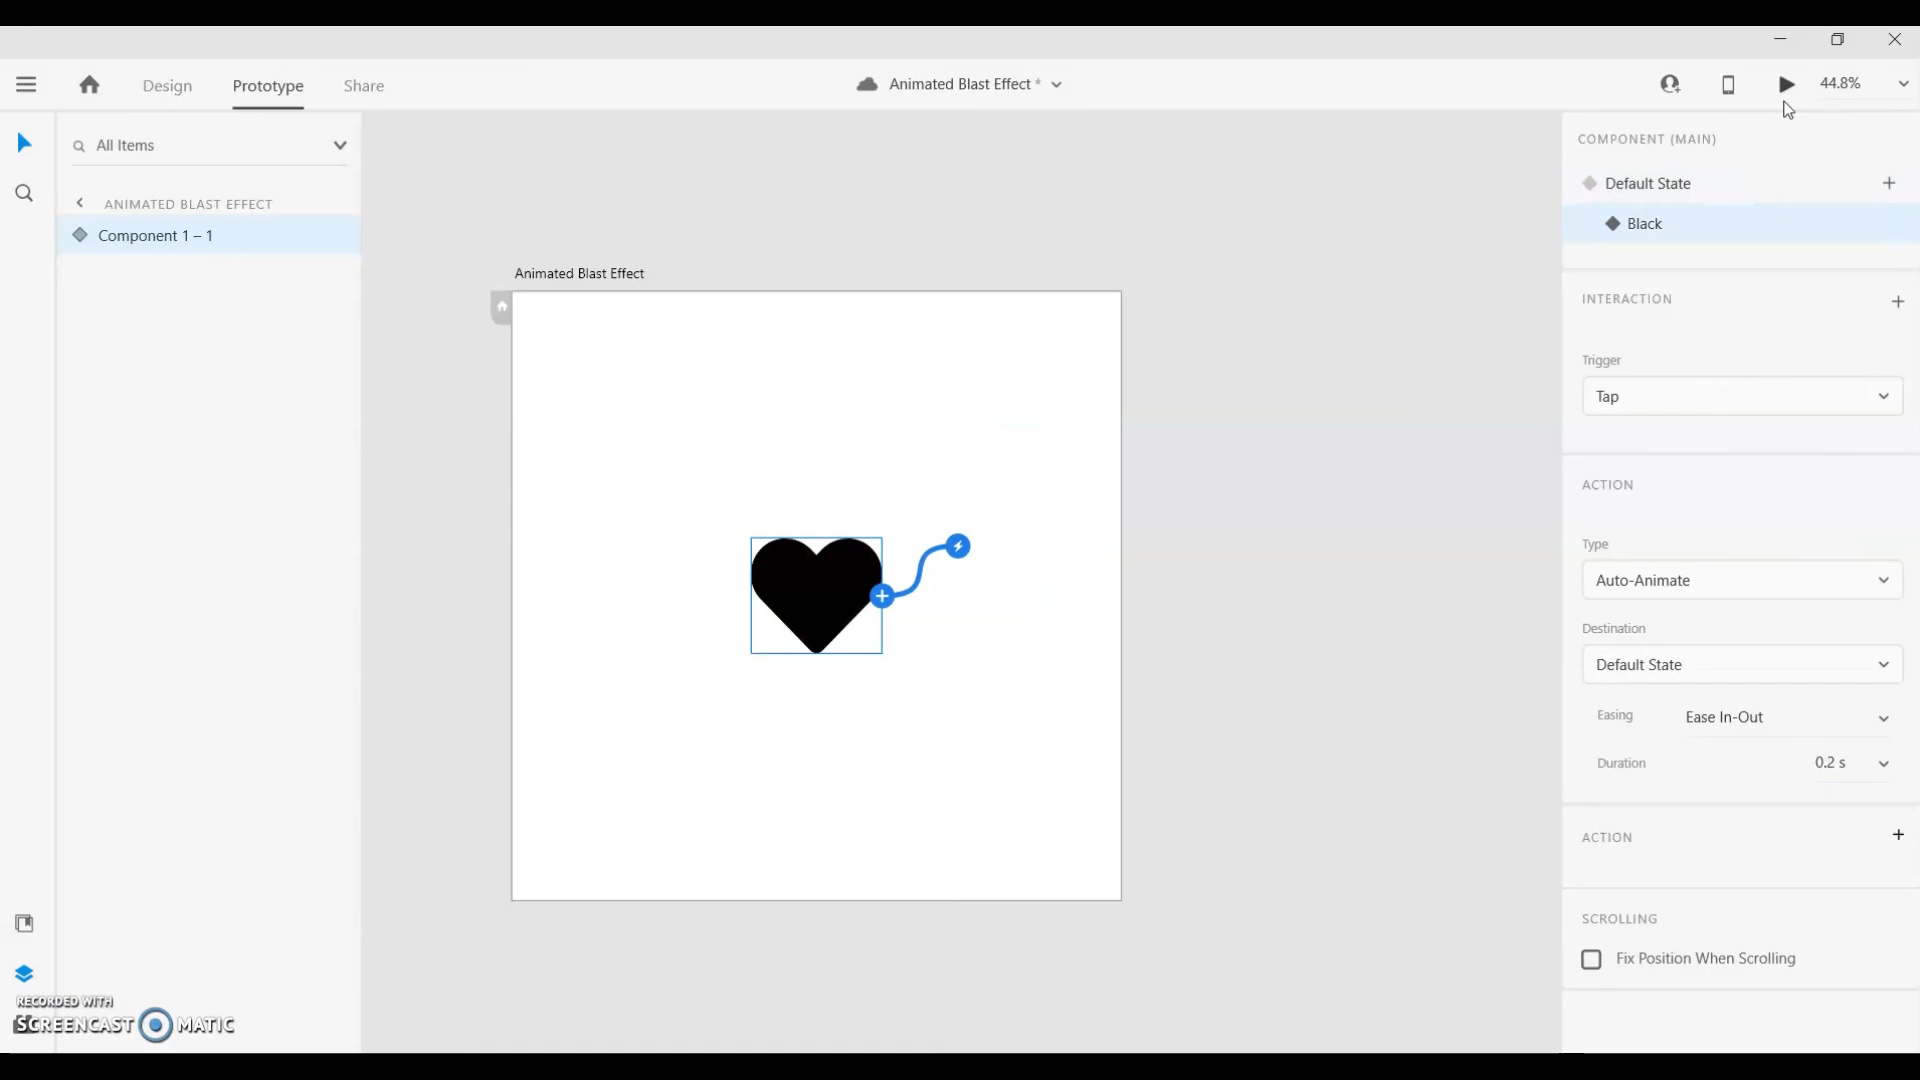 Design
Prototype
Share
Animated Blast Effect *
44.8%
All Items
ANIMATED BLAST EFFECT
Component 1 – 1
Animated Blast Effect
COMPONENT (MAIN)
Default State
Black
INTERACTION
Trigger
Tap
ACTION
Type
Auto-Animate
Destination
Default State
Easing
Ease In-Out
Duration
0.2 s
ACTION
SCROLLING
Fix Position When Scrolling
RECORDED WITH
SCREENCAST MATIC